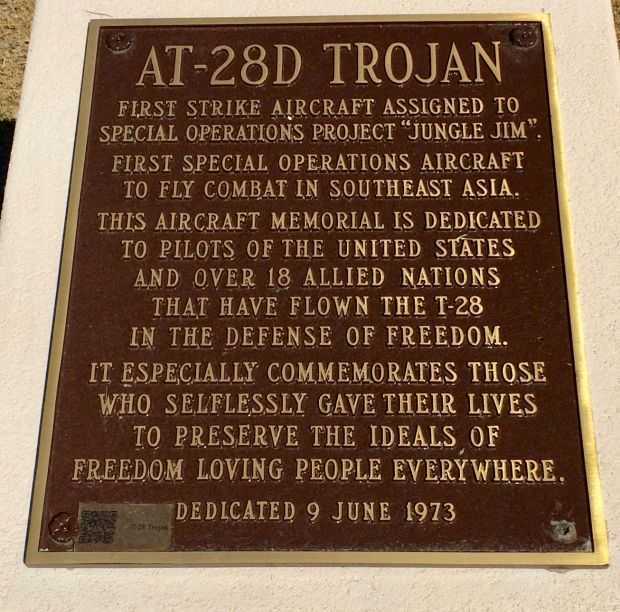 AT-28D TROJAN
FIRST STRIKE AIRCRAFT ASSIGNED TO
SPECIAL OPERATIONS PROJECT "JUNGLE JIM".
FIRST SPECIAL OPERATIONS AIRCRAFT
TO FLY COMBAT IN SOUTHEAST ASIA.
THIS AIRCRAFT MEMORIAL IS DEDICATED
TO PILOTS OF THE UNITED STATES
AND OVER 18 ALLIED NATIONS
THAT HAVE FLOWN THE T-28
IN THE DEFENSE OF FREEDOM.
IT ESPECIALLY COMMEMORATES THOSE
WHO SELFLESSLY GAVE THEIR LIVES
TO PRESERVE THE IDEALS OF
FREEDOM LOVING PEOPLE EVERYWHERE.
DEDICATED 9 JUNE 1973
T-28 Trojan